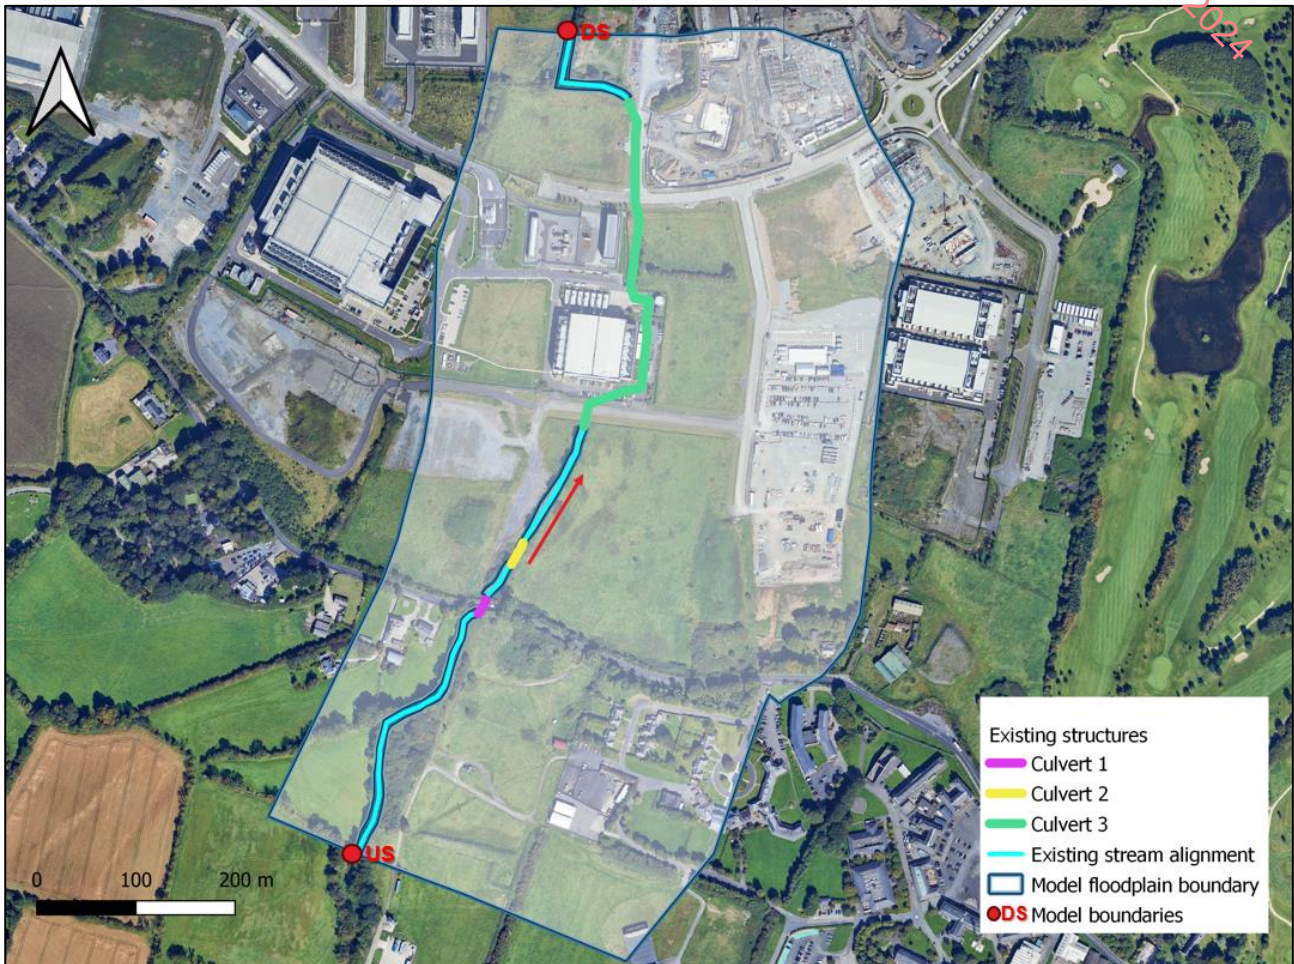 2024
DS
US
0 100 200 m
Existing structures
Culvert 1
Culvert 2
Culvert 3
Existing stream alignment
Model floodplain boundary
DS Model boundaries